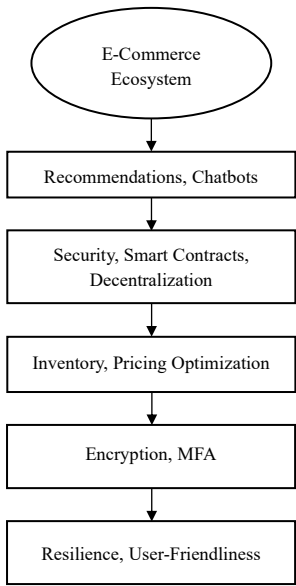 E-Commerce
Ecosystem
Recommendations, Chatbots
Security, Smart Contracts,
Decentralization
Inventory, Pricing Optimization
Encryption, MFA
Resilience, User-Friendliness